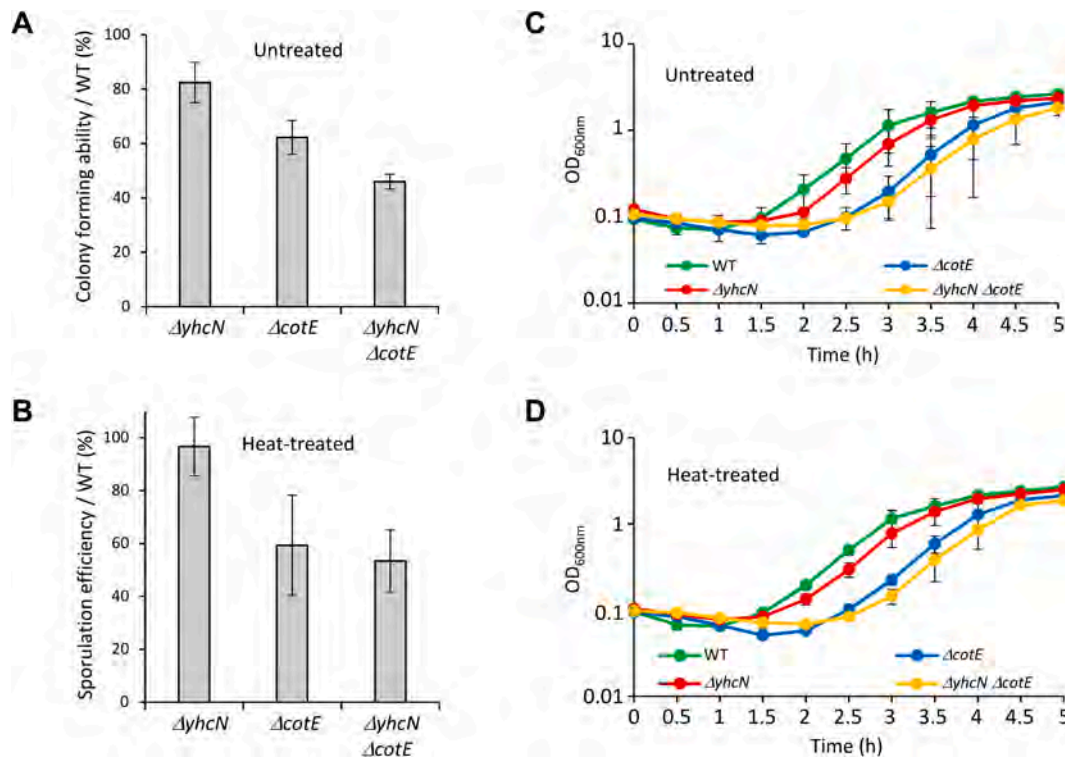 A
Untreated
Colony forming ability / WT (%)
100
80
60
40
20
0
ΔyhcN
ΔcotE
ΔyhcN
ΔcotE
B
Heat-treated
Sporulation efficiency / WT (%)
100
80
60
40
20
0
ΔyhcN
ΔcotE
ΔyhcN
ΔcotE
C
Untreated
OD600nm
10
1
0.1
0.01
WT
ΔcotE
ΔyhcN
ΔyhcN ΔcotE
0 0.5 1 1.5 2 2.5 3 3.5 4 4.5 5
Time (h)
D
Heat-treated
OD600nm
10
1
0.1
0.01
WT
ΔcotE
ΔyhcN
ΔyhcN ΔcotE
0 0.5 1 1.5 2 2.5 3 3.5 4 4.5 5
Time (h)